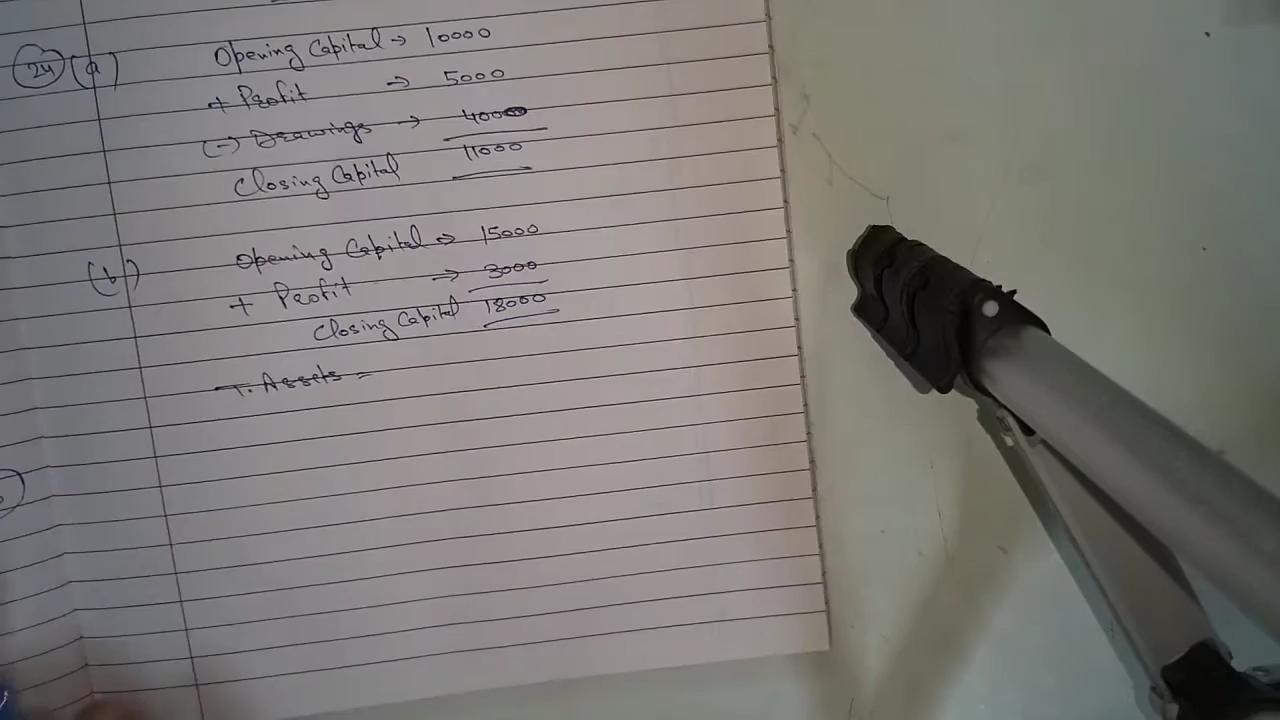 24 (a) Opening Capital → 10000
+ Profit → 5000
(-) Drawings → 4000
Closing Capital 11000
(b) Opening Capital → 15000
+ Profit → 3000
Closing Capital 18000
T. Assets =